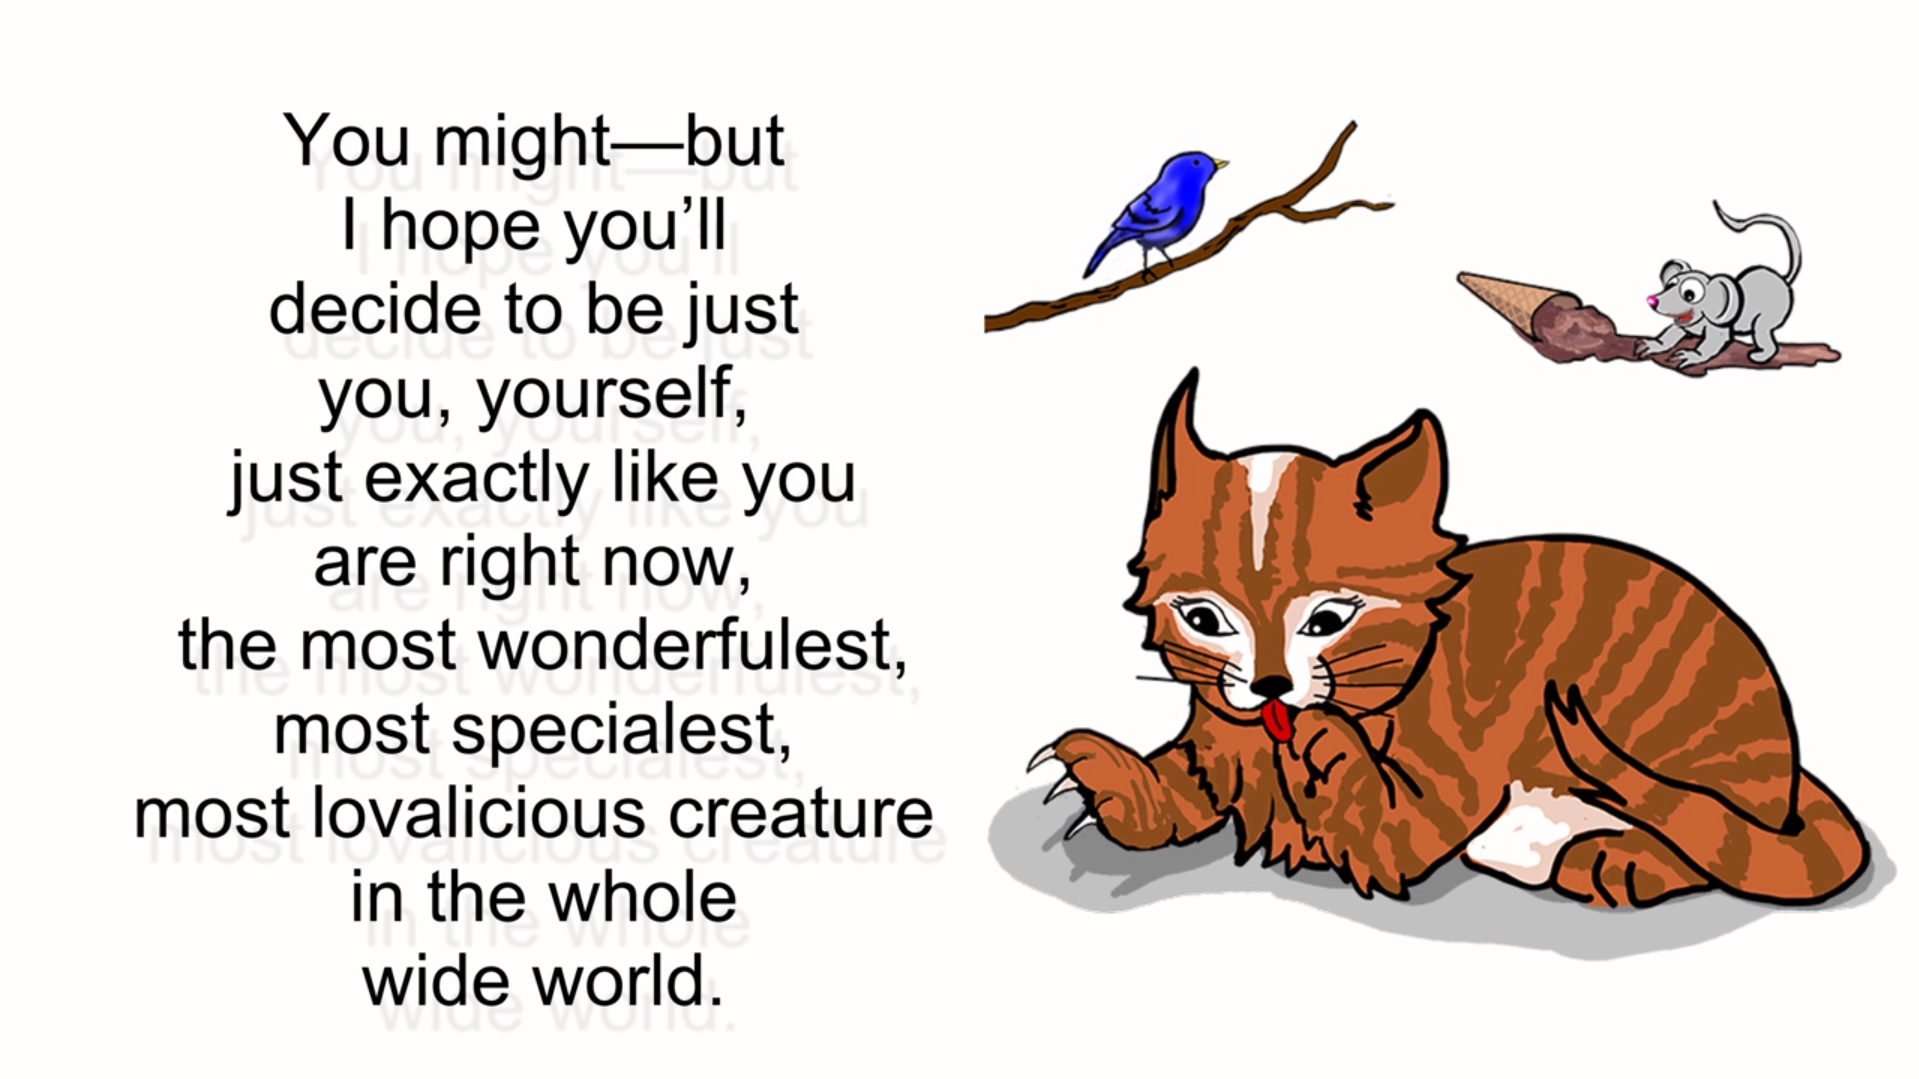 You might—but
I hope you’ll
decide to be just
you, yourself,
just exactly like you
are right now,
the most wonderfulest,
most specialest,
most lovalicious creature
in the whole
wide world.